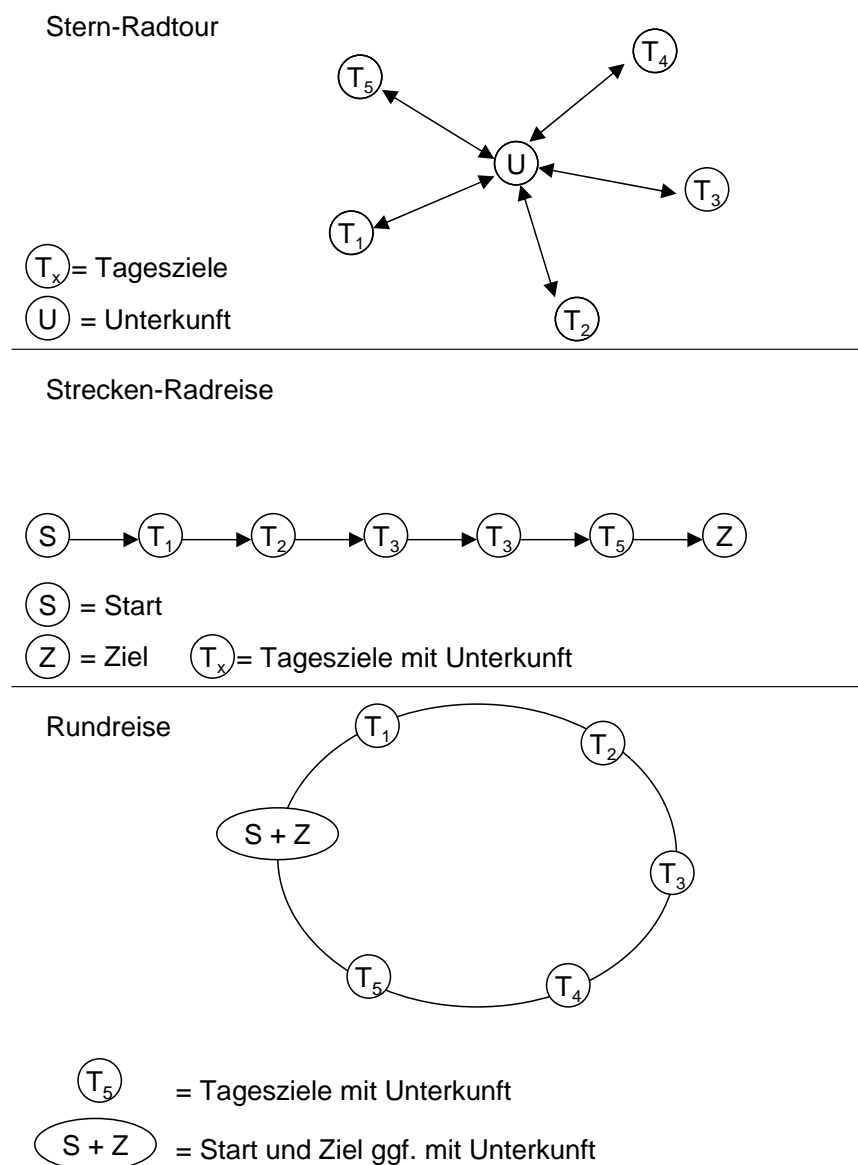 Stern-Radtour
T5
T4
U
T3
T1
Tx = Tagesziele
U = Unterkunft
T2
Strecken-Radreise
S T1 T2 T3 T3 T5 Z
S = Start
Z = Ziel Tx = Tagesziele mit Unterkunft
Rundreise
T1
T2
S + Z
T3
T5
T4
T5 = Tagesziele mit Unterkunft
S + Z = Start und Ziel ggf. mit Unterkunft